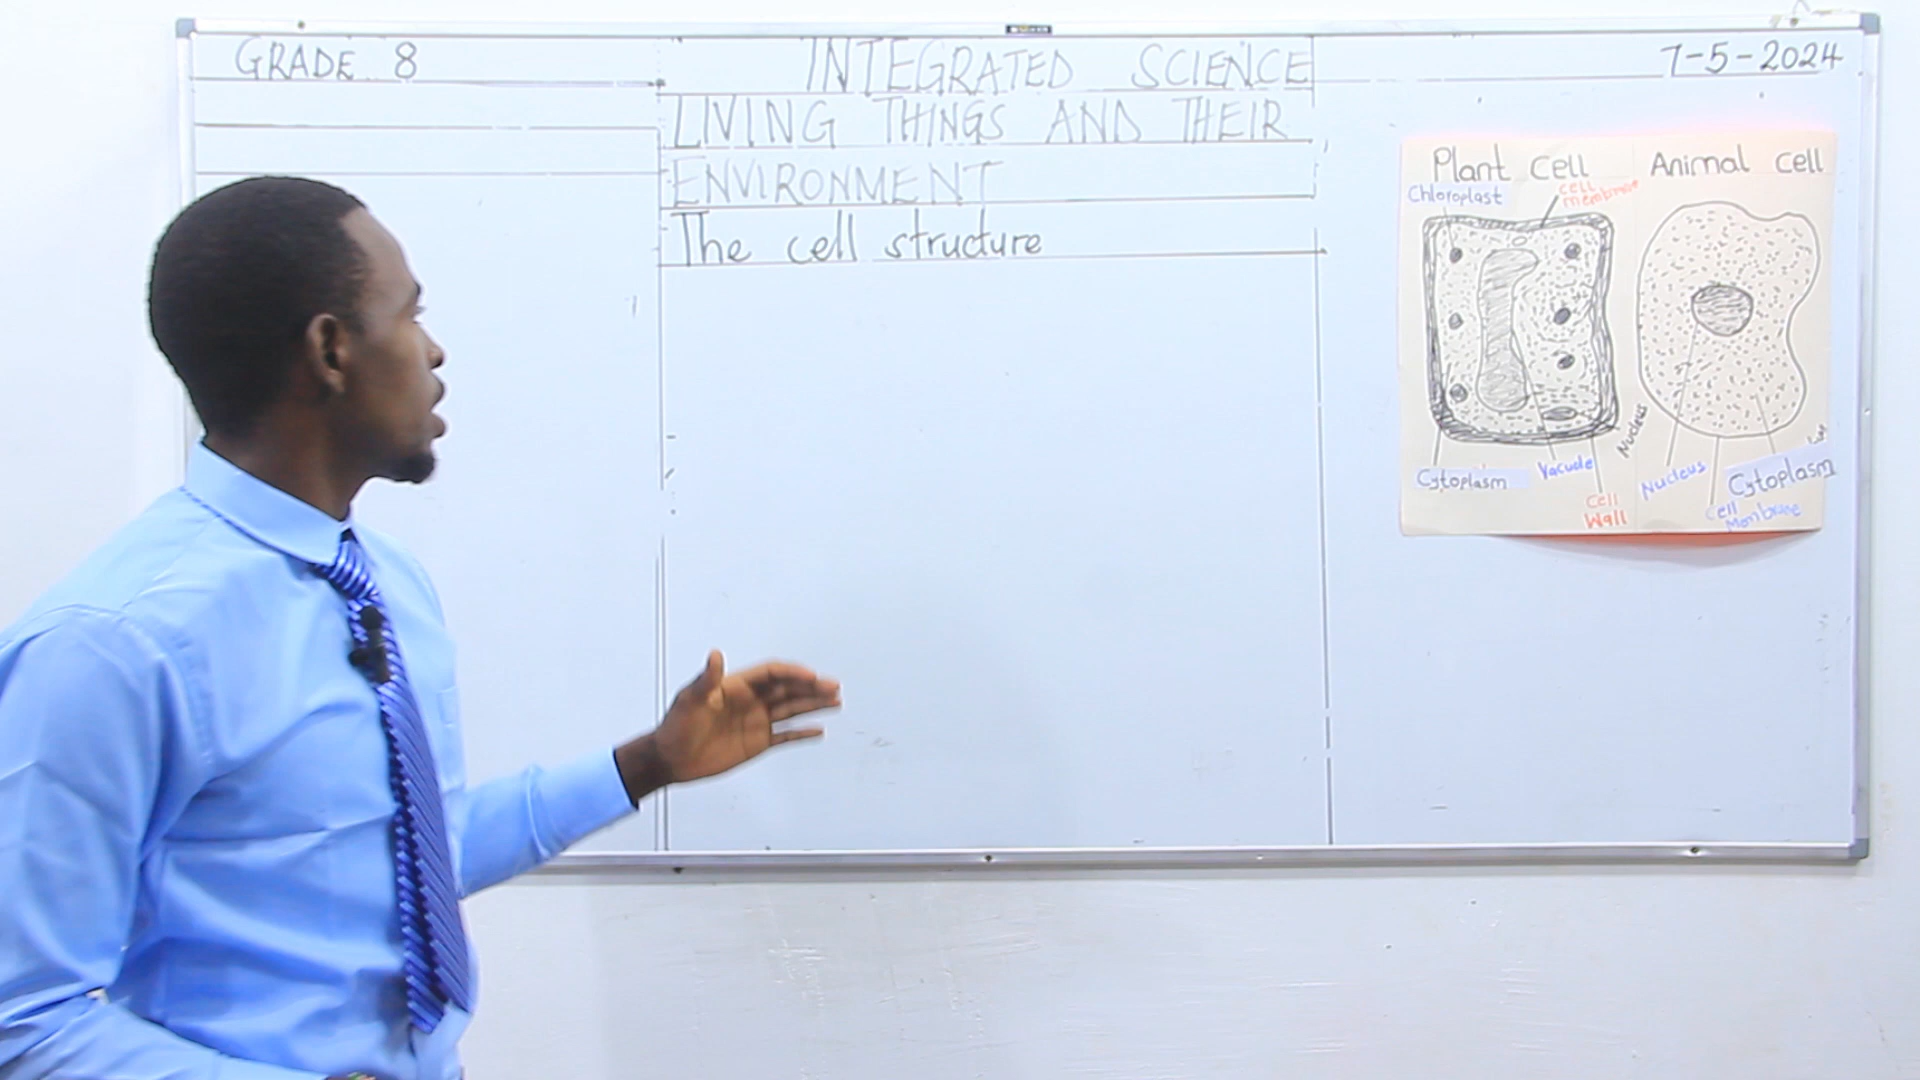 GRADE 8
INTEGRATED SCIENCE
7-5-2024
LIVING THINGS AND THEIR
ENVIRONMENT
The cell structure
Plant Cell
Animal cell
Chloroplast
cell
membrane
Cytoplasm
Vacuole
Cell
Wall
Nucleus
Nucleus
Cytoplasm
Cell
Membrane